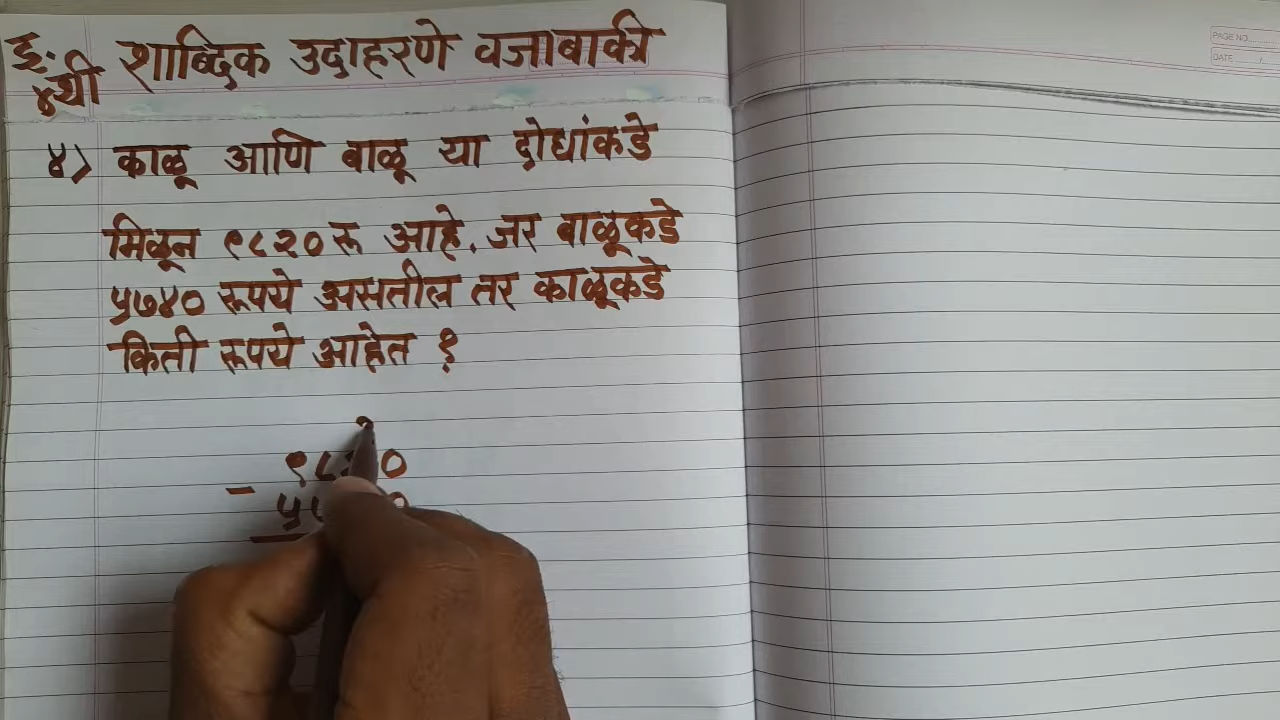 इ. ४थी शाब्दिक उदाहरणे वजाबाकी
४) काळू आणि बाळू या दोघांकडे
मिळून ९८२०रू आहे. जर बाळूकडे
५७४० रूपये असतील तर काळूकडे
किती रूपये आहेत ?
९८२०
-
PAGE NO.
DATE